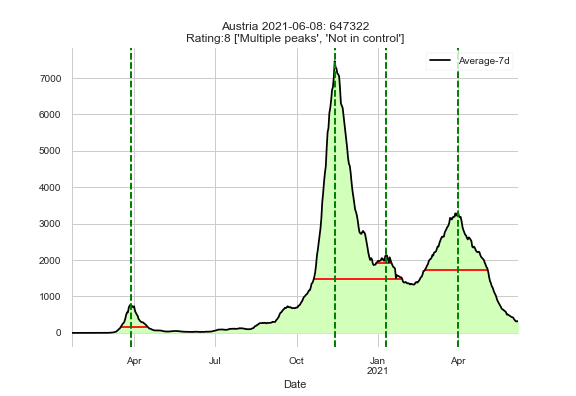 Austria 2021-06-08: 647322
Rating:8 ['Multiple peaks', 'Not in control']
Average-7d
7000
6000
5000
4000
3000
2000
1000
0
Apr
Jul
Oct
Jan
2021
Apr
Date